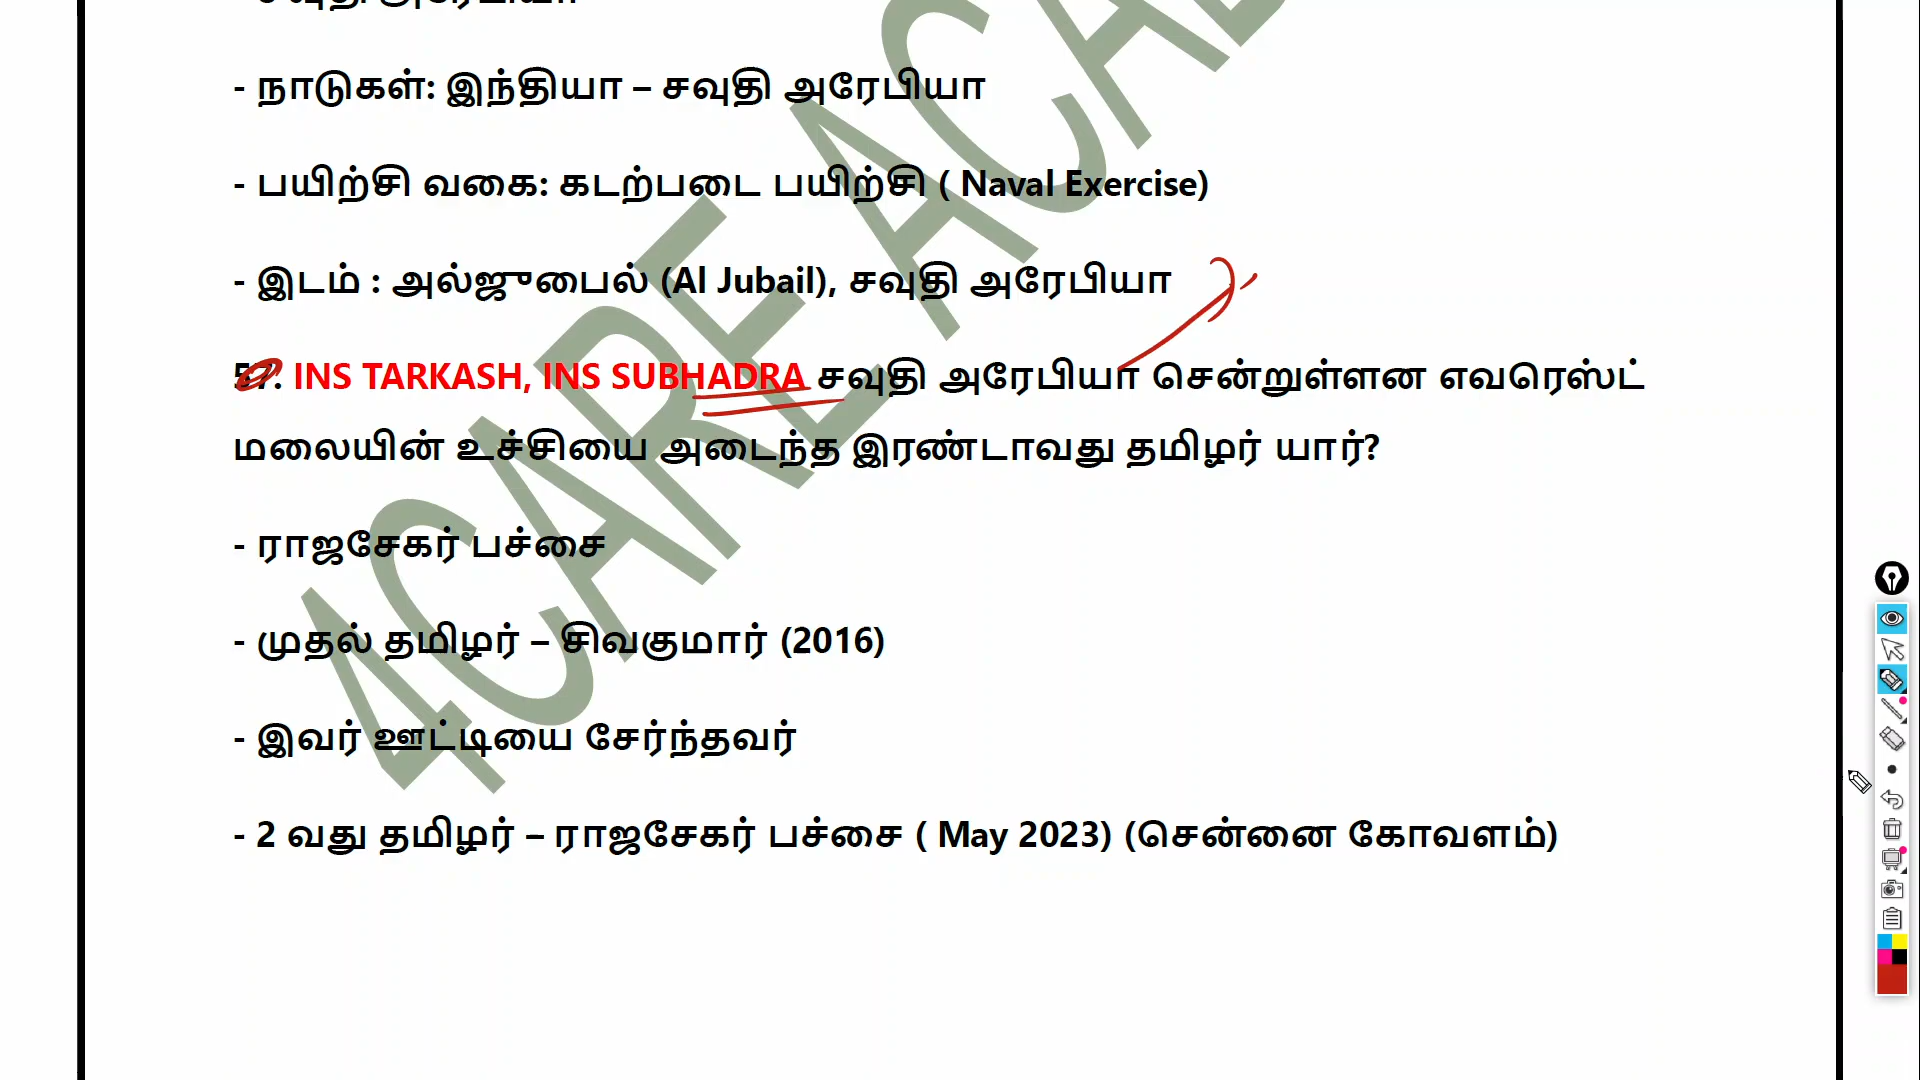 - நாடுகள்: இந்தியா – சவுதி அரேபியா
- பயிற்சி வகை: கடற்படை பயிற்சி ( Naval Exercise)
- இடம் : அல்ஜுபைல் (Al Jubail), சவுதி அரேபியா
57. INS TARKASH, INS SUBHADRA சவுதி அரேபியா சென்றுள்ளன எவரெஸ்ட்
மலையின் உச்சியை அடைந்த இரண்டாவது தமிழர் யார்?
- ராஜசேகர் பச்சை
- முதல் தமிழர் – சிவகுமார் (2016)
- இவர் ஊட்டியை சேர்ந்தவர்
- 2 வது தமிழர் – ராஜசேகர் பச்சை ( May 2023) (சென்னை கோவளம்)
4CARE